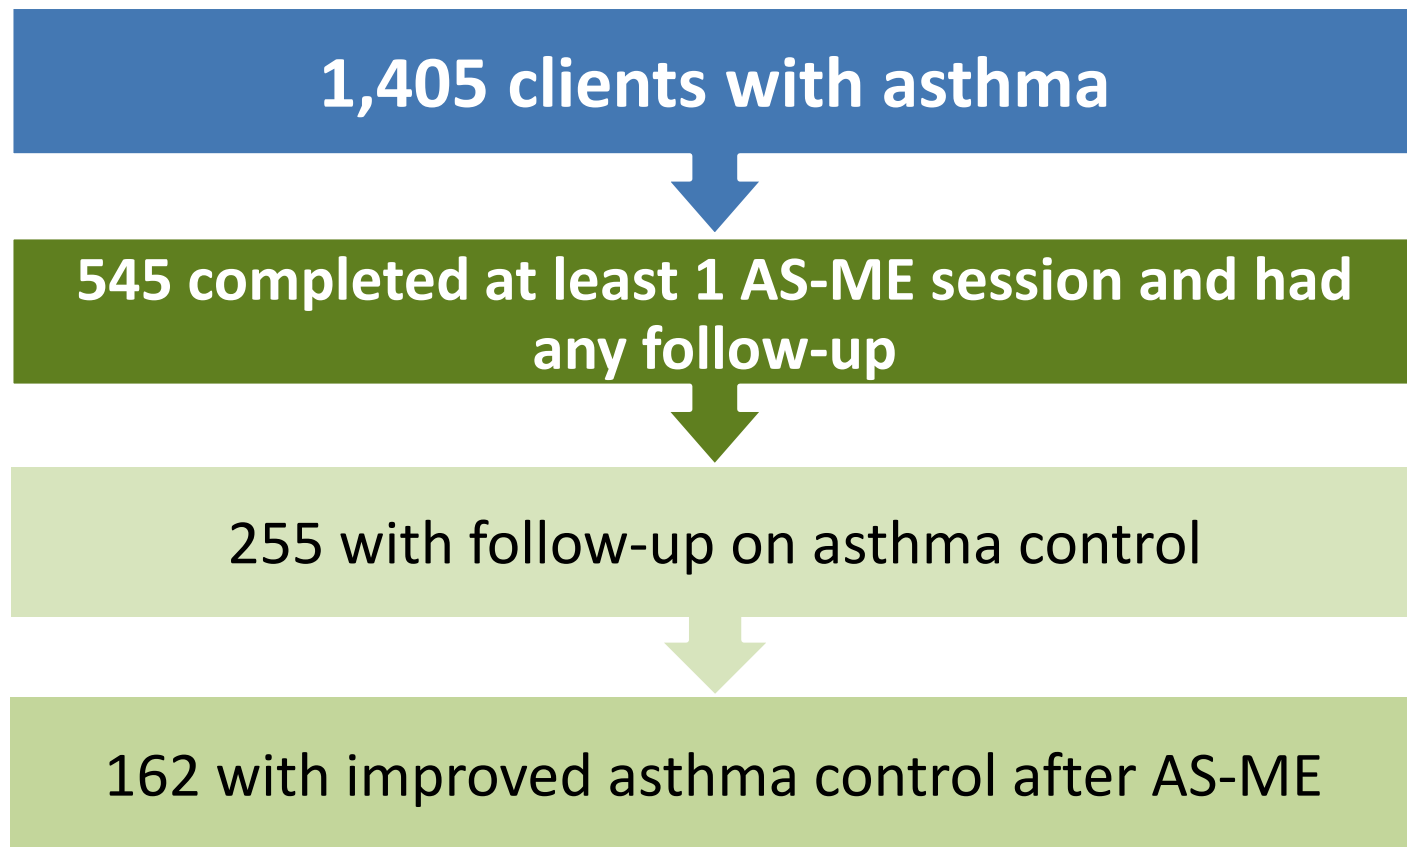 1,405 clients with asthma
545 completed at least 1 AS-ME session and had
any follow-up
255 with follow-up on asthma control
162 with improved asthma control after AS-ME